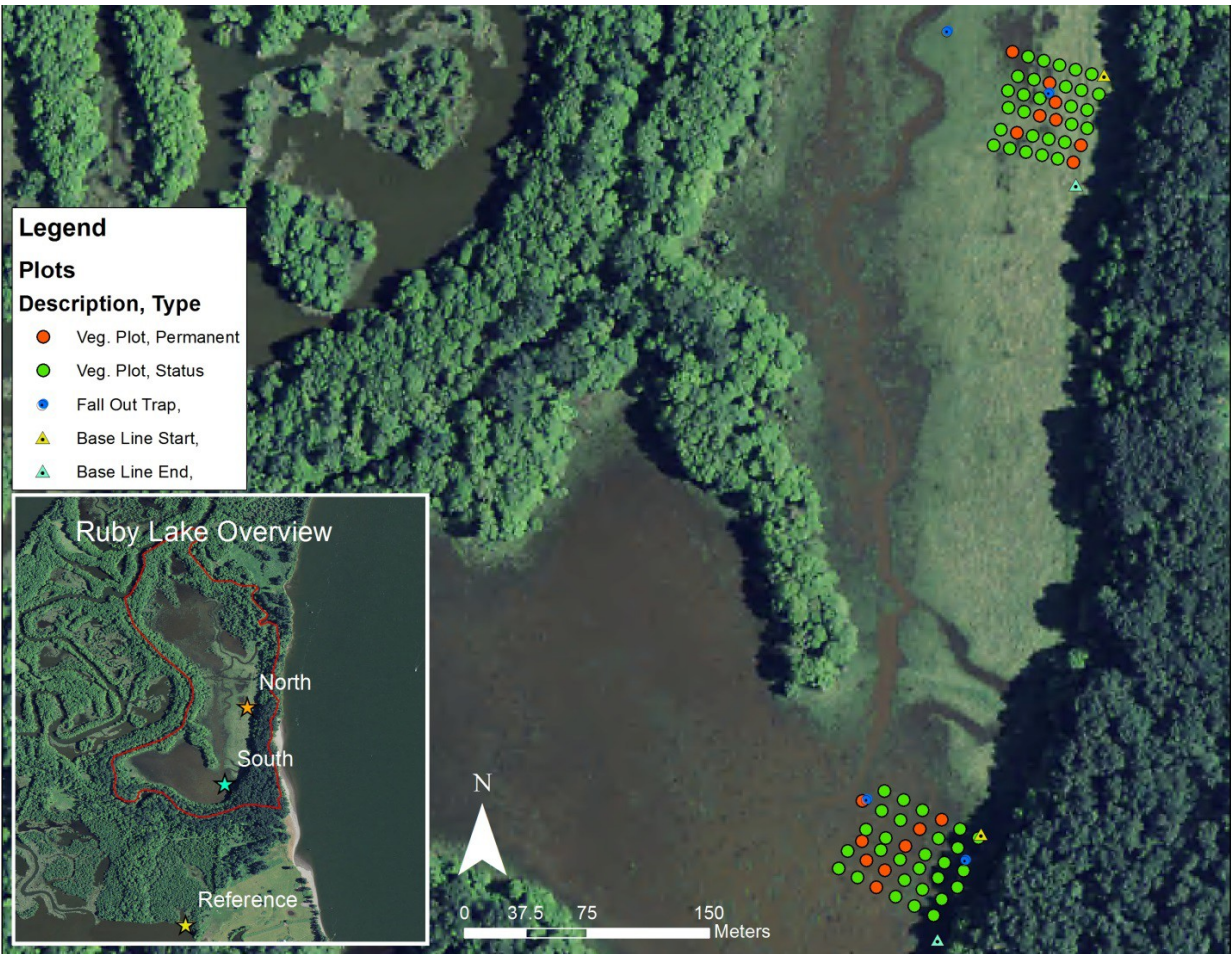 Legend
Plots
Description, Type
Veg. Plot, Permanent
Veg. Plot, Status
Fall Out Trap,
Base Line Start,
Base Line End,
Ruby Lake Overview
North
South
Reference
N
0 37.5 75 150
Meters